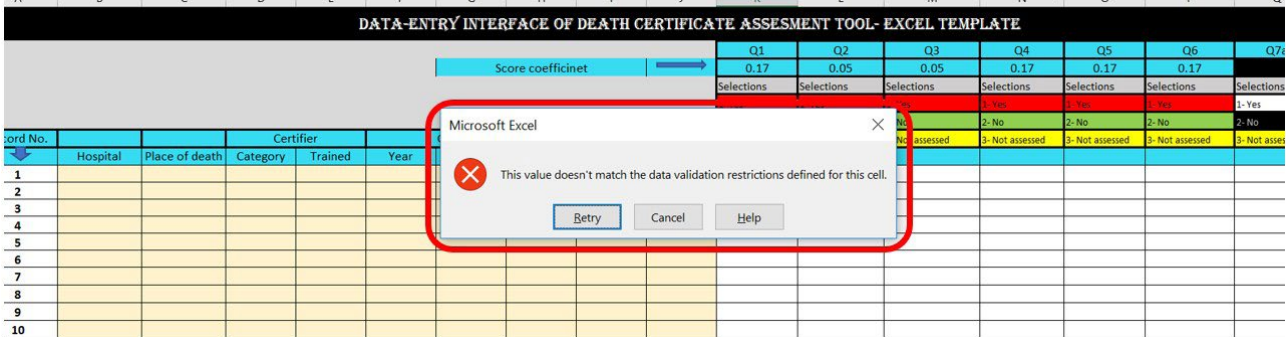 DATA-ENTRY INTERFACE OF DEATH CERTIFICATE ASSESMENT TOOL- EXCEL TEMPLATE
Q1 Q2 Q3 Q4 Q5 Q6
Score coefficinet 0.17 0.05 0.05 0.17 0.17 0.17
Selections Selections Selections Selections Selections Selections Selections
1- Yes 1- Yes 1- Yes 1- Yes
2- No 2- No 2- No 2- No
No. Certifier assessed 3- Not assessed 3- Not assessed 3- Not assessed 3- Not
Hospital Place of death Category Trained Year
Microsoft Excel
This value doesn't match the data validation restrictions defined for this cell.
Retry Cancel Help
1
2
3
4
5
6
7
8
9
10